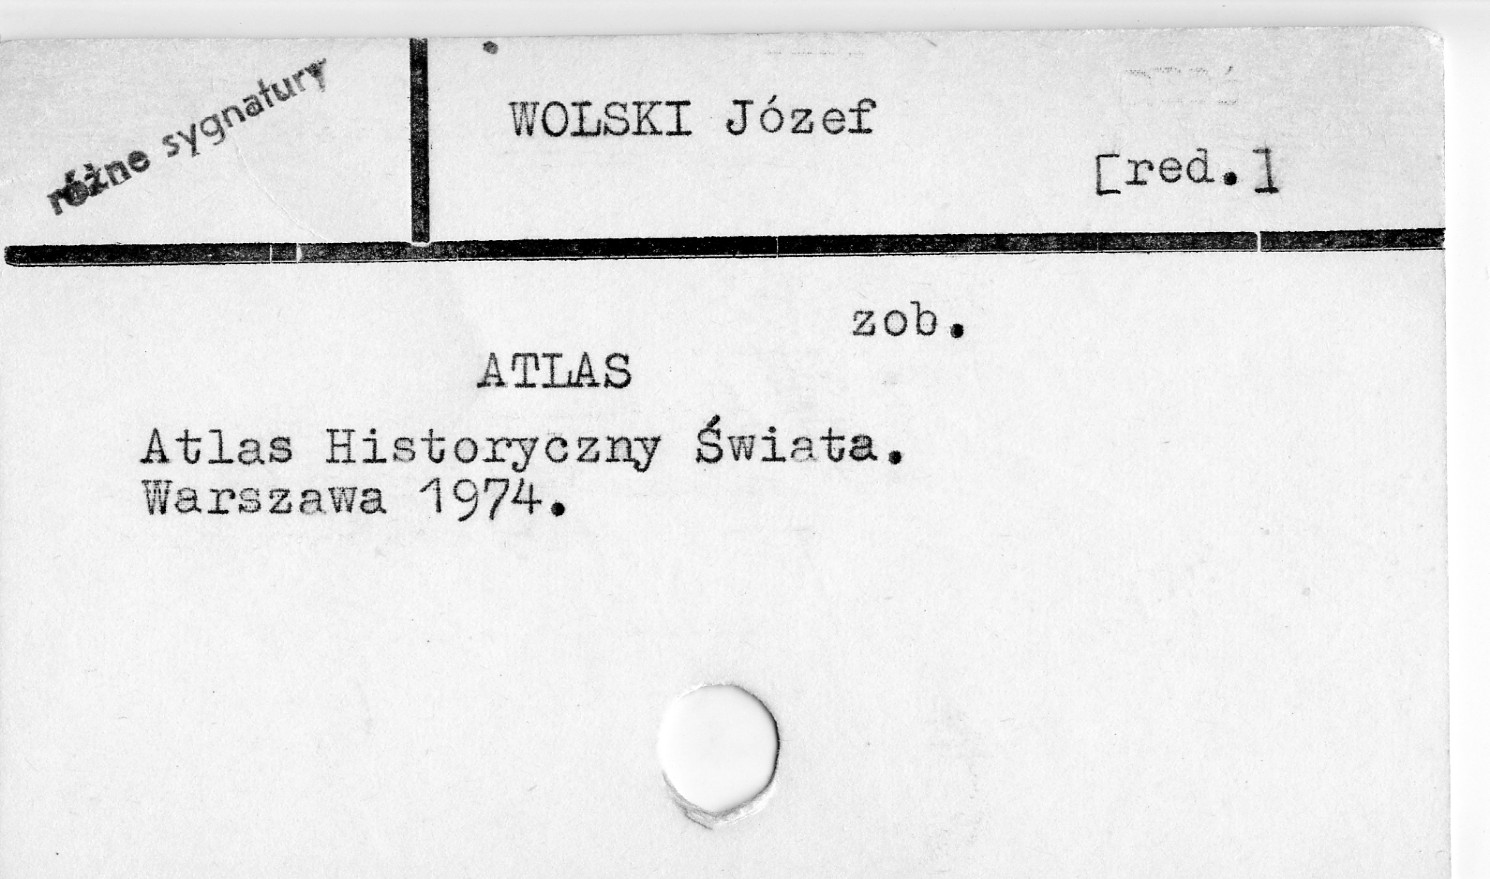 różne sygnatury
WOLSKI Józef
[red.]
zob.
ATLAS
Atlas Historyczny Świata.
Warszawa 1974.